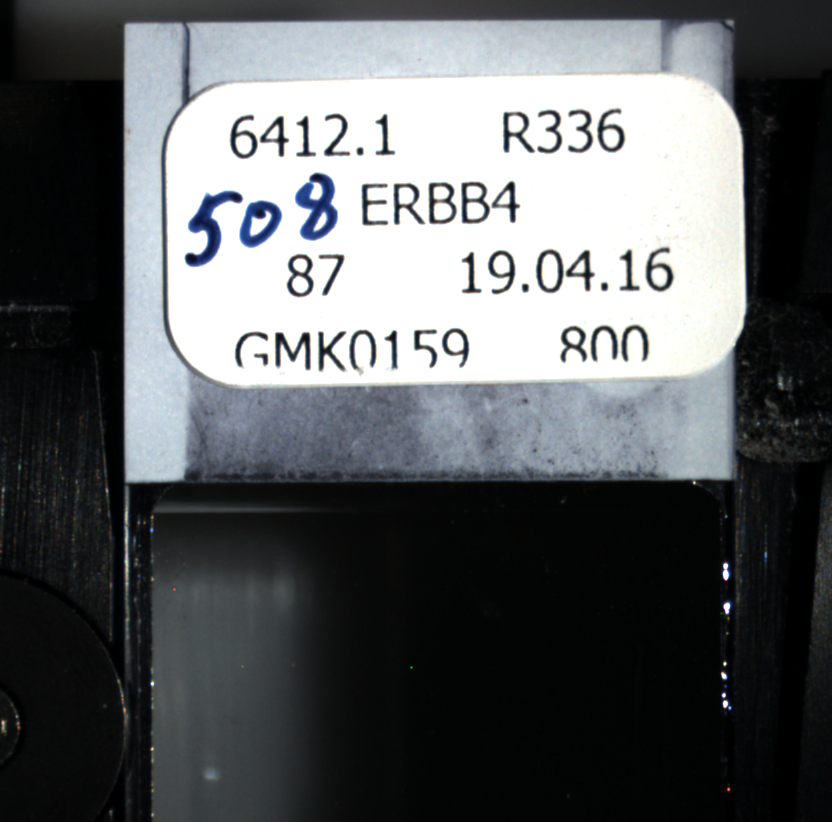 6412.1 R336
508 ERBB4
87 19.04.16
GMK0159 800